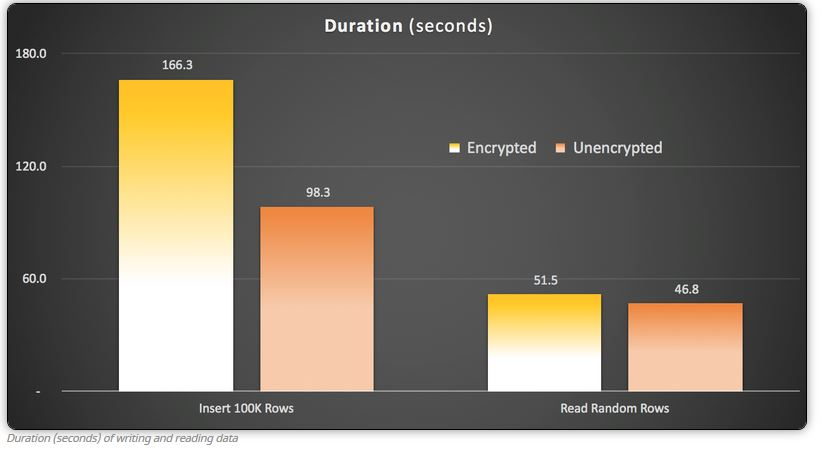 Duration (seconds)
180.0
166.3
Encrypted Unencrypted
120.0
98.3
60.0
51.5
46.8
-
Insert 100K Rows Read Random Rows
Duration (seconds) of writing and reading data